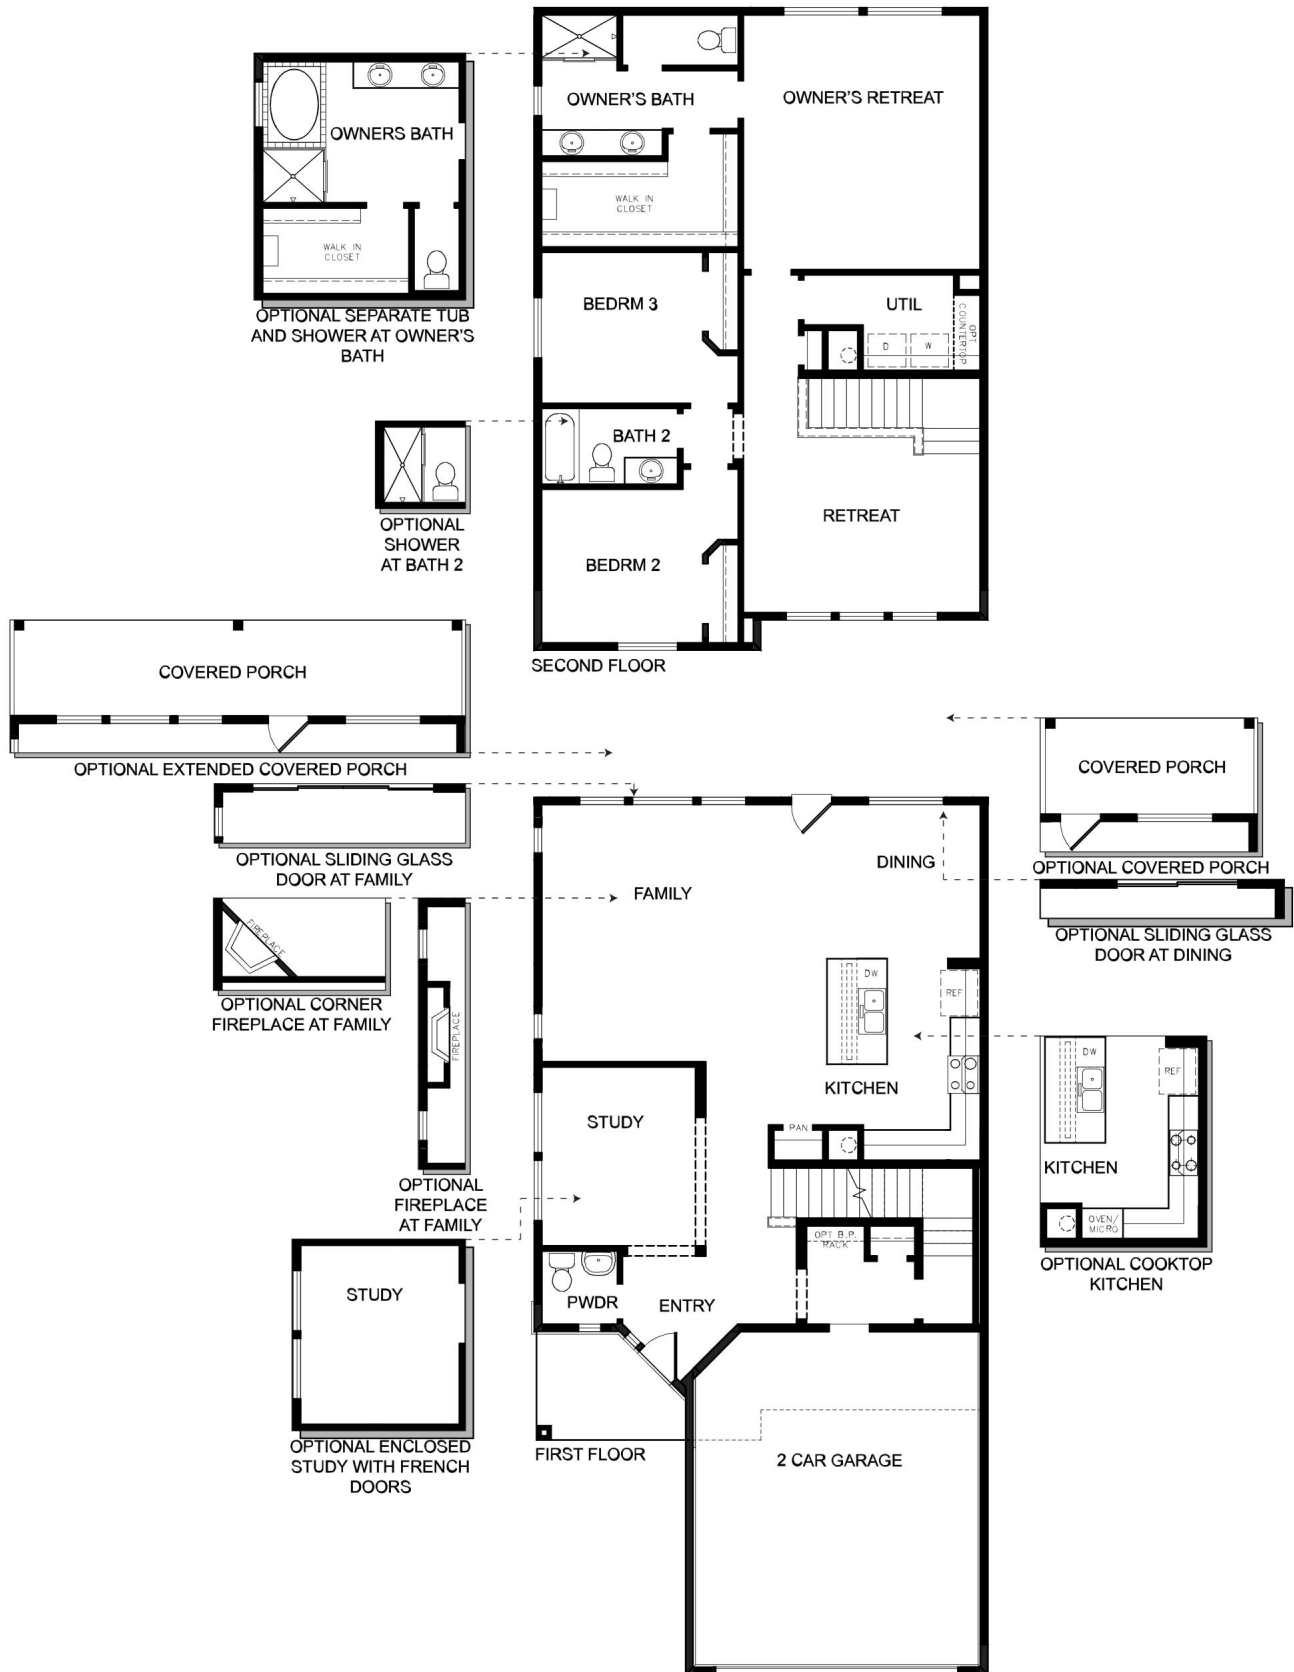 OWNER'S BATH
OWNER'S RETREAT
WALK IN
CLOSET
OWNERS BATH
WALK IN
CLOSET
OPTIONAL SEPARATE TUB
AND SHOWER AT OWNER'S
BATH
BEDRM 3
UTIL
D
W
OPT
COUNTERTOP
BATH 2
RETREAT
BEDRM 2
OPTIONAL
SHOWER
AT BATH 2
SECOND FLOOR
COVERED PORCH
OPTIONAL EXTENDED COVERED PORCH
COVERED PORCH
OPTIONAL COVERED PORCH
OPTIONAL SLIDING GLASS
DOOR AT FAMILY
OPTIONAL SLIDING GLASS
DOOR AT DINING
FIREPLACE
OPTIONAL CORNER
FIREPLACE AT FAMILY
FIREPLACE
OPTIONAL
FIREPLACE
AT FAMILY
DINING
FAMILY
DW
REF
KITCHEN
PAN
STUDY
OPT B.P.
RACK
PWDR
ENTRY
DW
REF
KITCHEN
OVEN/
MICRO
OPTIONAL COOKTOP
KITCHEN
STUDY
OPTIONAL ENCLOSED
STUDY WITH FRENCH
DOORS
FIRST FLOOR
2 CAR GARAGE